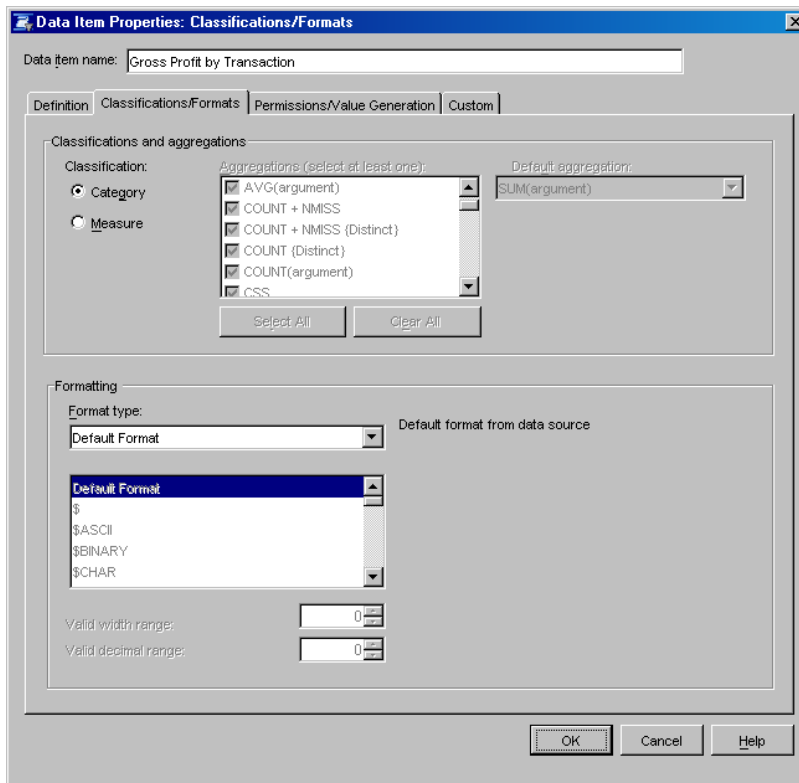 Data Item Properties: Classifications/Formats
Data item name: Gross Profit by Transaction
Definition Classifications/Formats Permissions/Value Generation Custom
Classifications and aggregations
Classification: Aggregations (select at least one): Default aggregation:
Category AVG(argument) SUM(argument)
COUNT + NMISS
Measure COUNT + NMISS {Distinct}
COUNT {Distinct}
COUNT(argument)
CSS
Select All Clear All
Formatting
Format type:
Default Format Default format from data source
Default Format
$
$ASCII
$BINARY
$CHAR
Valid width range: 0
Valid decimal range: 0
OK Cancel Help